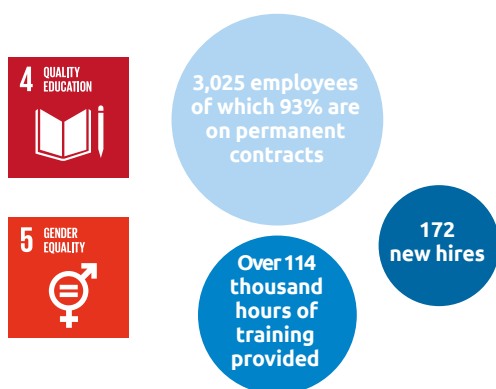 4 QUALITY
EDUCATION
3,025 employees
of which 93% are
on permanent
contracts
5 GENDER
EQUALITY
172
new hires
Over 114
thousand
hours of
training
provided